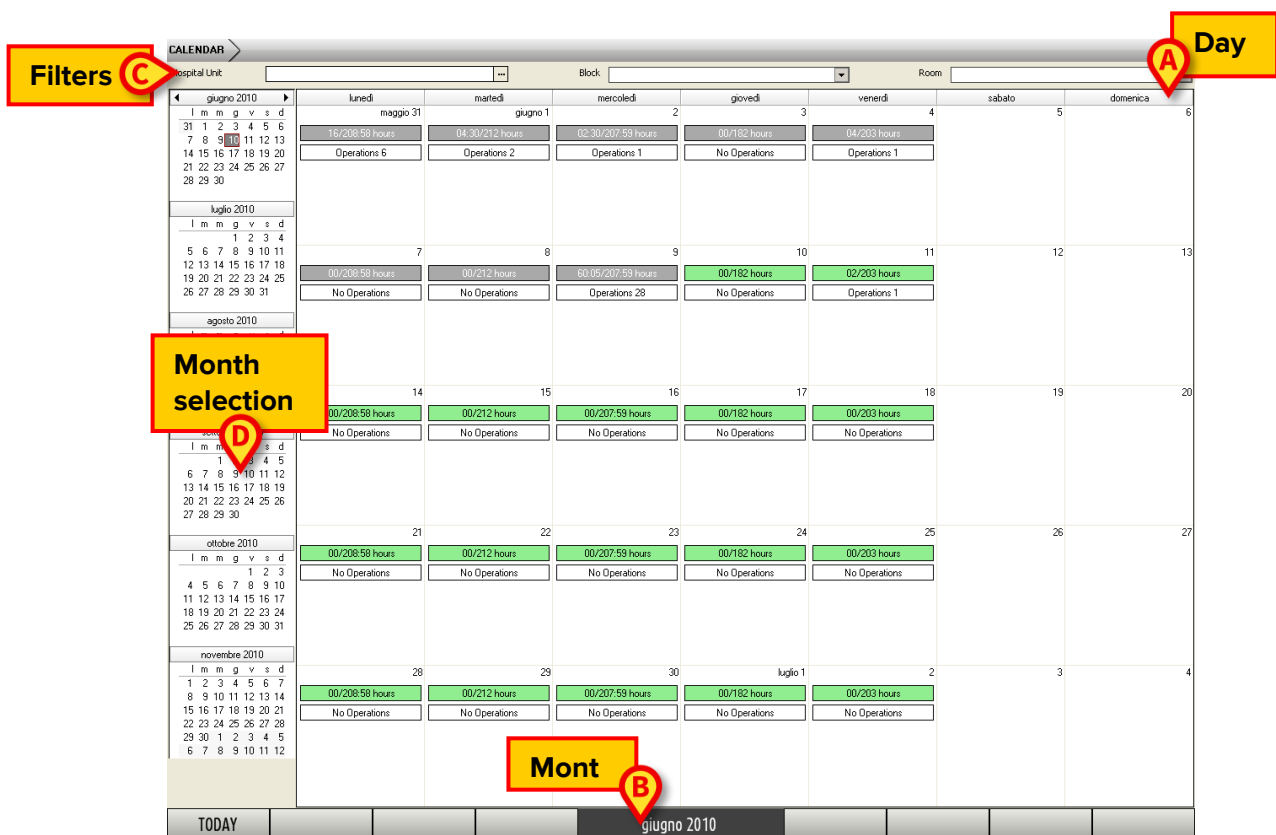 Day
A
CALENDAR
Filters C
Hospital Unit ... Block Room
giugno 2010
l m m g v s d
31 1 2 3 4 5 6
7 8 9 10 11 12 13
14 15 16 17 18 19 20
21 22 23 24 25 26 27
28 29 30
luglio 2010
l m m g v s d
1 2 3 4
5 6 7 8 9 10 11
12 13 14 15 16 17 18
19 20 21 22 23 24 25
26 27 28 29 30 31
agosto 2010
Month
selection
D
l m m s d
1 3 4 5
6 7 8 9 10 11 12
13 14 15 16 17 18 19
20 21 22 23 24 25 26
27 28 29 30
ottobre 2010
l m m g v s d
1 2 3
4 5 6 7 8 9 10
11 12 13 14 15 16 17
18 19 20 21 22 23 24
25 26 27 28 29 30 31
novembre 2010
l m m g v s d
1 2 3 4 5 6 7
8 9 10 11 12 13 14
15 16 17 18 19 20 21
22 23 24 25 26 27 28
29 30 1 2 3 4 5
6 7 8 9 10 11 12
lunedì martedì mercoledì giovedì venerdì sabato domenica
maggio 31 giugno 1 2 3 4 5 6
16/208:58 hours 04:30/212 hours 02:30/207:59 hours 00/182 hours 04/203 hours
Operations 6 Operations 2 Operations 1 No Operations Operations 1
7 8 9 10 11 12 13
00/208:58 hours 00/212 hours 60:05/207:59 hours 00/182 hours 02/203 hours
No Operations No Operations Operations 28 No Operations Operations 1
14 15 16 17 18 19 20
00/208:58 hours 00/212 hours 00/207:59 hours 00/182 hours 00/203 hours
No Operations No Operations No Operations No Operations No Operations
21 22 23 24 25 26 27
00/208:58 hours 00/212 hours 00/207:59 hours 00/182 hours 00/203 hours
No Operations No Operations No Operations No Operations No Operations
28 29 30 luglio 1 2 3 4
00/208:58 hours 00/212 hours 00/207:59 hours 00/182 hours 00/203 hours
No Operations No Operations No Operations No Operations No Operations
Mont
B
TODAY giugno 2010